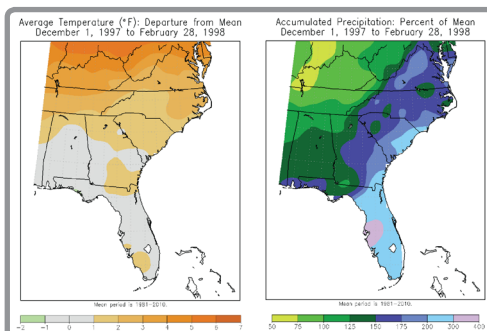 Average Temperature (°F): Departure from Mean
December 1, 1997 to February 28, 1998
Mean period is 1981-2010.
-2 -1 0 1 2 3 4 5 6 7
Accumulated Precipitation: Percent of Mean
December 1, 1997 to February 28, 1998
Mean period is 1981-2010.
50 75 100 125 150 175 200 300 400